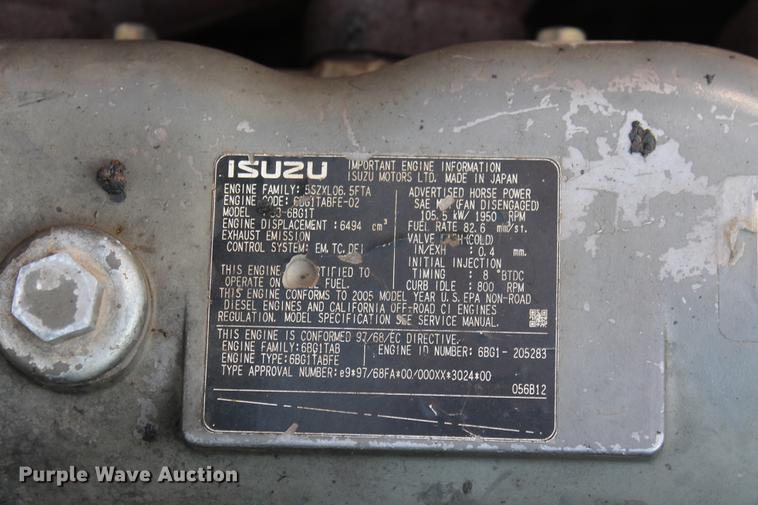 ISUZU
IMPORTANT ENGINE INFORMATION
ISUZU MOTORS LTD. MADE IN JAPAN
ENGINE FAMILY: 5SZXL06.5FTA
ENGINE CODE: 6BG1TABFE-02
MODEL 6BG1T
ENGINE DISPLACEMENT: 6494 cm³
EXHAUST EMISSION
CONTROL SYSTEM: EM, TC, DFI
THIS ENGINE TIFIED TO
OPERATE ON FUEL.
ADVERTISED HORSE POWER
SAE NET (FAN DISENGAGED)
105.5 kW/ 1950 RPM
FUEL RATE 82.6 mm³/st.
VALVE LASH(COLD)
IN/EXH : 0.4 mm
INITIAL INJECTION
TIMING : 8 °BTDC
CURB IDLE : 800 RPM
THIS ENGINE CONFORMS TO 2005 MODEL YEAR U.S. EPA NON-ROAD
DIESEL ENGINES AND CALIFORNIA OFF-ROAD CI ENGINES
REGULATION. MODEL SPECIFICATION SEE SERVICE MANUAL.
THIS ENGINE IS CONFORMED 97/68/EC DIRECTIVE.
ENGINE FAMILY: 6BG1TAB
ENGINE ID NUMBER: 6BG1- 205283
ENGINE TYPE: 6BG1TABFE
TYPE APPROVAL NUMBER: e9*97/68FA*00/000XX*3024*00
056B12
Purple Wave Auction